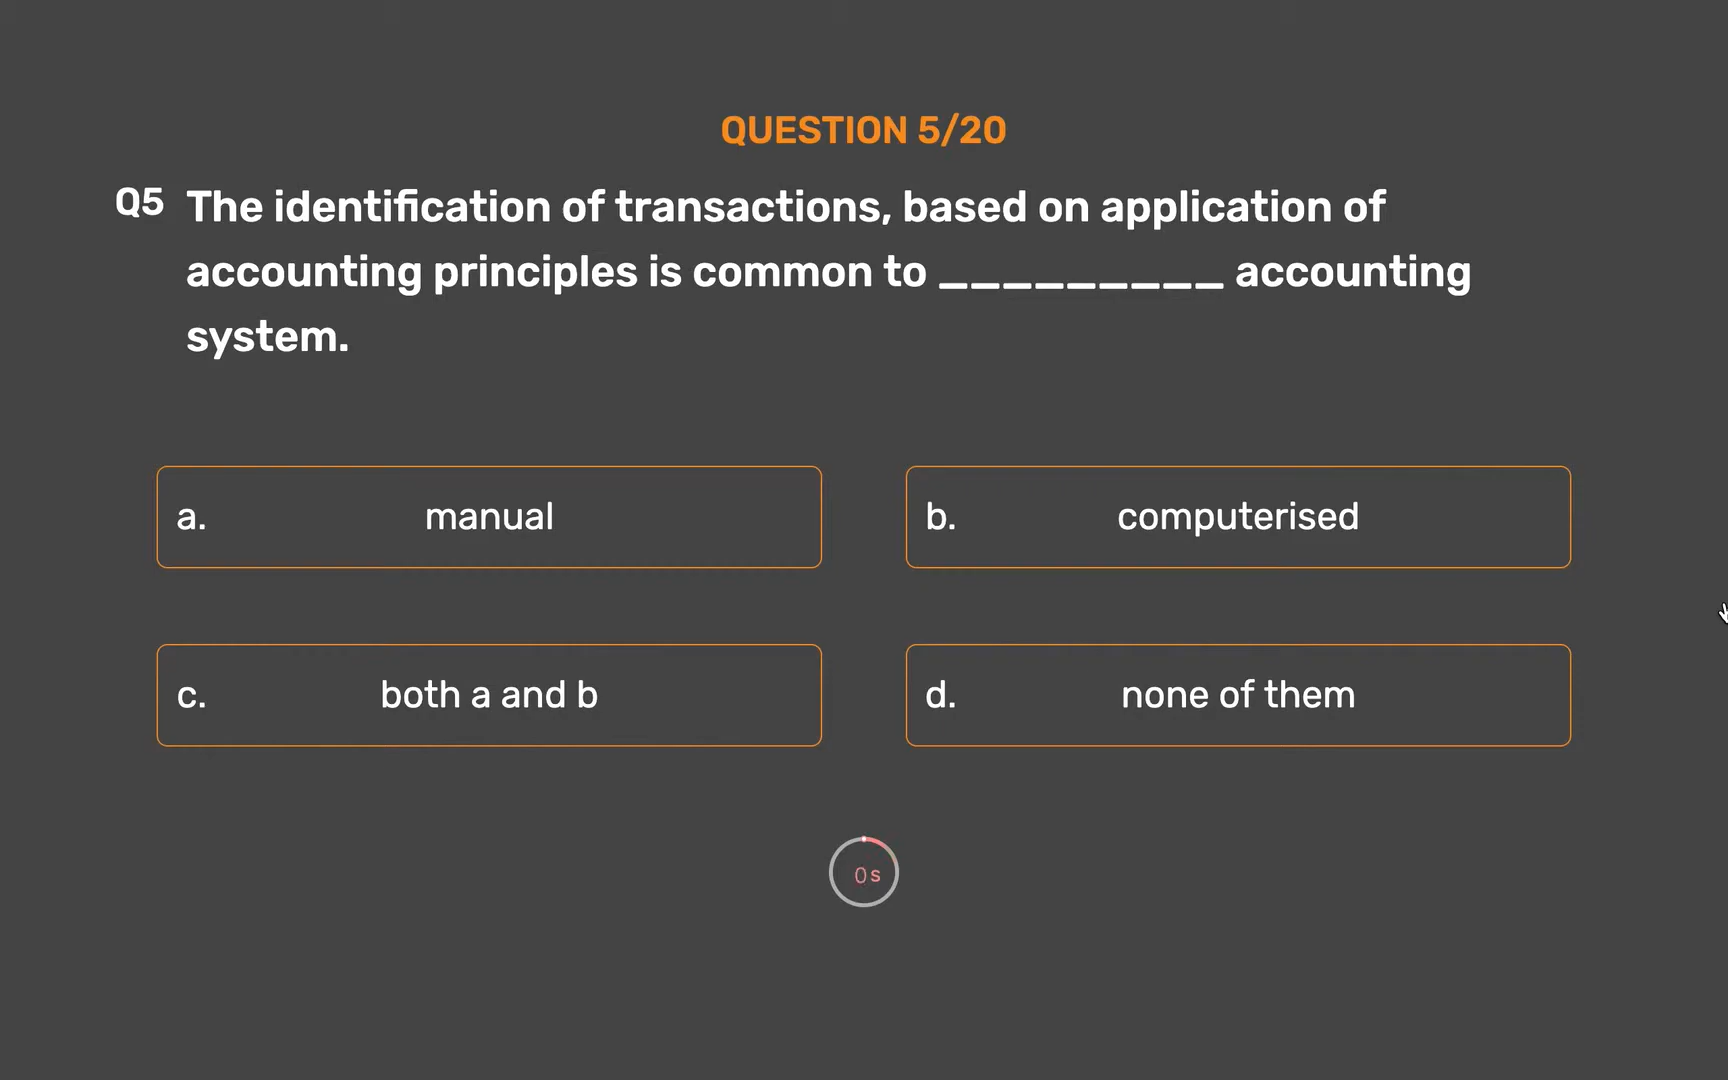 QUESTION 5/20
Q5 The identification of transactions, based on application of
accounting principles is common to _________ accounting
system.
a. manual
b. computerised
c. both a and b
d. none of them
0s